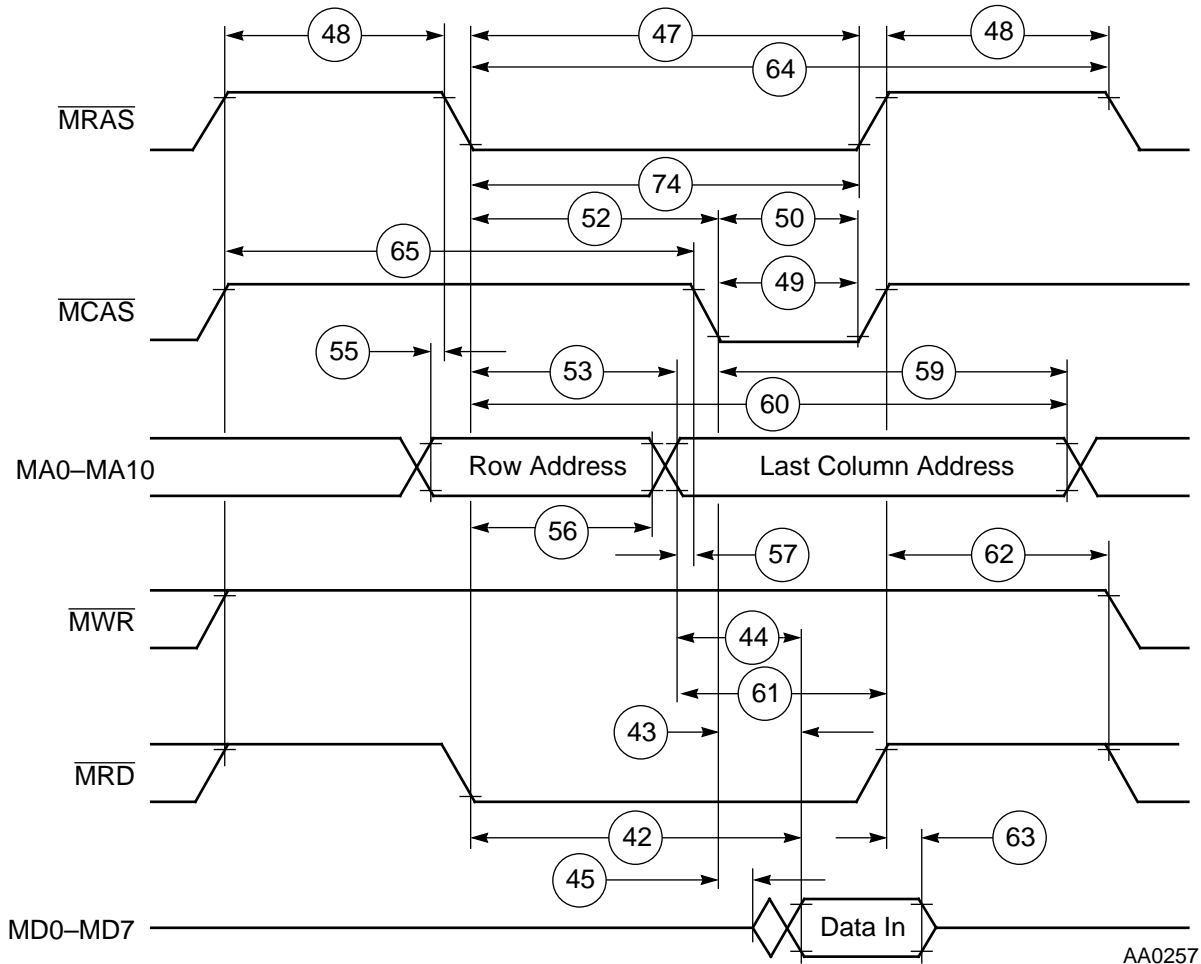 48 47 48
64
MRAS
74
52 50
65
49
MCAS
55
53 59
60
MA0–MA10 Row Address Last Column Address
56
57 62
MWR
44
61
43
MRD
42 63
45
MD0–MD7 Data In
AA0257